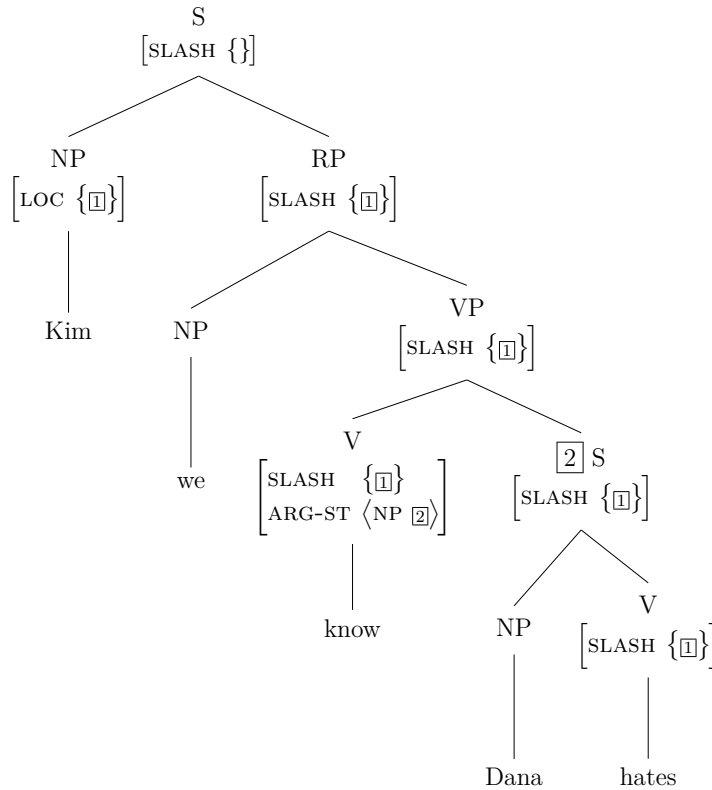 S
[SLASH {}]
NP RP
[LOC {1}] [SLASH {1}]
Kim NP VP
[SLASH {1}]
we V 2 S
[SLASH {1}
ARG-ST ⟨NP 2⟩] [SLASH {1}]
know NP V
[SLASH {1}]
Dana hates